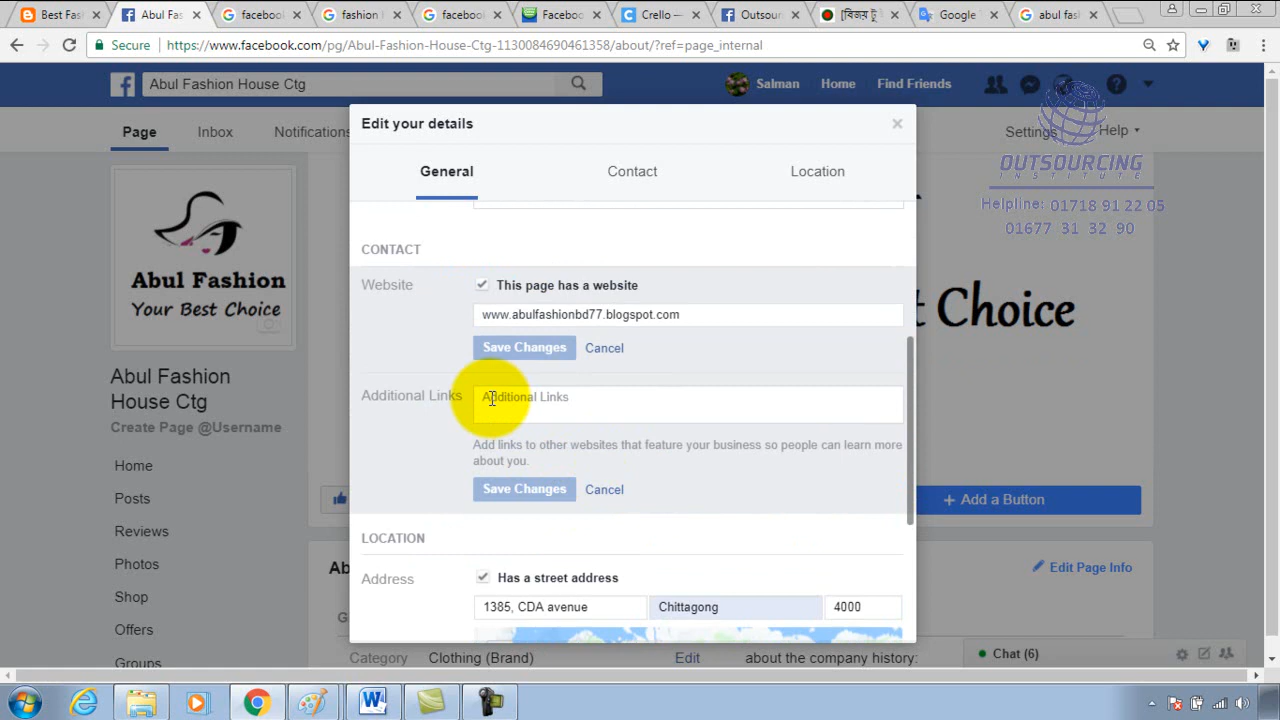 Best Fas
Abul Fas
facebook
fashion l
facebook
Faceboo
Crello —
Outsour
[বিজয় টু
Google
abul fas
Secure
https://www.facebook.com/pg/Abul-Fashion-House-Ctg-1130084690461358/about/?ref=page_internal
Abul Fashion House Ctg
Salman
Home
Find Friends
Page
Inbox
Notifications
Settings
Help
OUTSOURCING
INSTITUTE
Helpline: 01718 91 22 05
01677 31 32 90
Edit your details
General
Contact
Location
CONTACT
Website
This page has a website
www.abulfashionbd77.blogspot.com
Save Changes
Cancel
Additional Links
Additional Links
Add links to other websites that feature your business so people can learn more
about you.
Save Changes
Cancel
LOCATION
Address
Has a street address
1385, CDA avenue
Chittagong
4000
Abul Fashion
Your Best Choice
t Choice
Abul Fashion
House Ctg
Create Page @Username
Home
Posts
Reviews
Photos
Shop
Offers
Groups
+ Add a Button
Ab
Edit Page Info
G
Category
Clothing (Brand)
Edit
about the company history:
Chat (6)